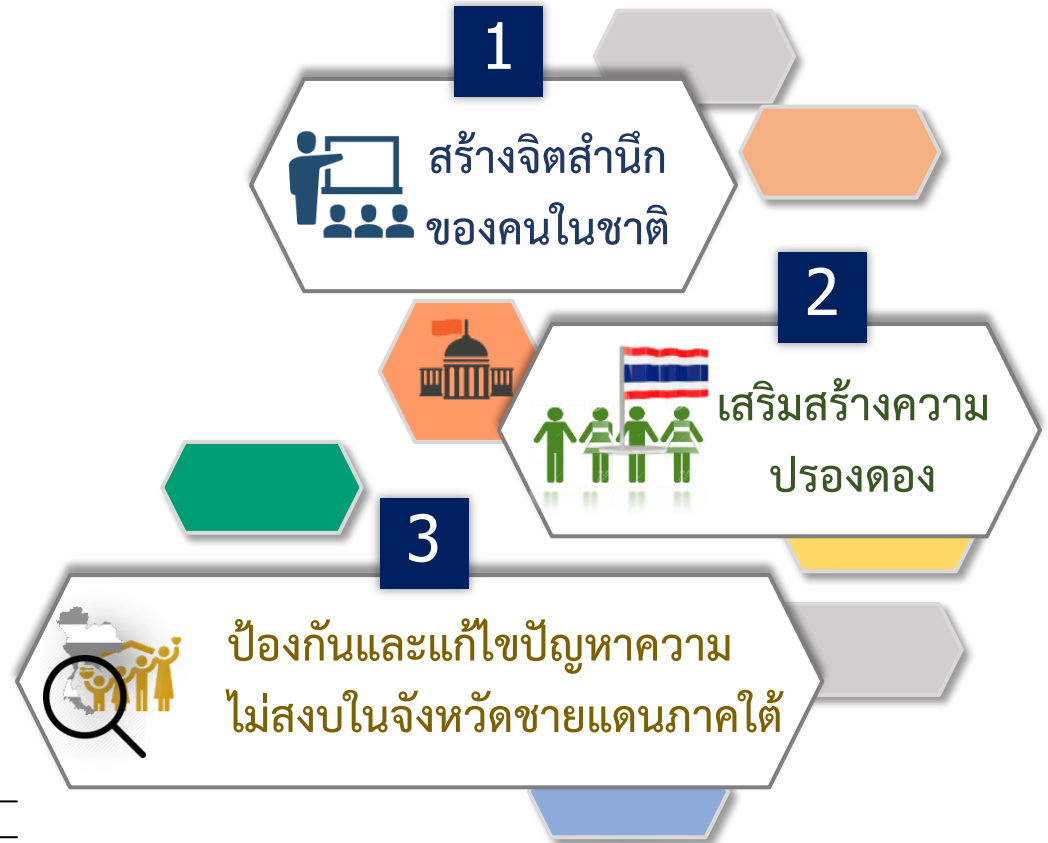 1
สร้างจิตสำนึก
ของคนในชาติ
2
เสริมสร้างความ
ปรองดอง
3
ป้องกันและแก้ไขปัญหาความ
ไม่สงบในจังหวัดชายแดนภาคใต้